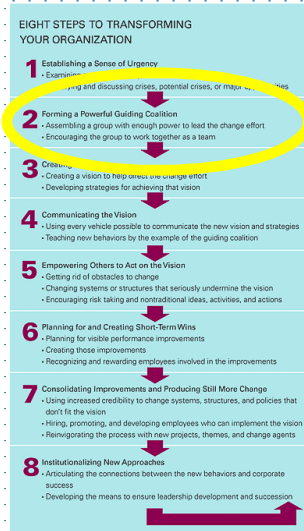 EIGHT STEPS TO TRANSFORMING
YOUR ORGANIZATION
1 Establishing a Sense of Urgency
• Examining
and discussing crises, potential crises, or major
2 Forming a Powerful Guiding Coalition
• Assembling a group with enough power to lead the change effort
• Encouraging the group to work together as a team
3 Creating
• Creating a vision to help direct the change effort
• Developing strategies for achieving that vision
4 Communicating the Vision
• Using every vehicle possible to communicate the new vision and strategies
• Teaching new behaviors by the example of the guiding coalition
5 Empowering Others to Act on the Vision
• Getting rid of obstacles to change
• Changing systems or structures that seriously undermine the vision
• Encouraging risk taking and nontraditional ideas, activities, and actions
6 Planning for and Creating Short-Term Wins
• Planning for visible performance improvements
• Creating those improvements
• Recognizing and rewarding employees involved in the improvements
7 Consolidating Improvements and Producing Still More Change
• Using increased credibility to change systems, structures, and policies that
don't fit the vision
• Hiring, promoting, and developing employees who can implement the vision
• Reinvigorating the process with new projects, themes, and change agents
8 Institutionalizing New Approaches
• Articulating the connections between the new behaviors and corporate
success
• Developing the means to ensure leadership development and succession